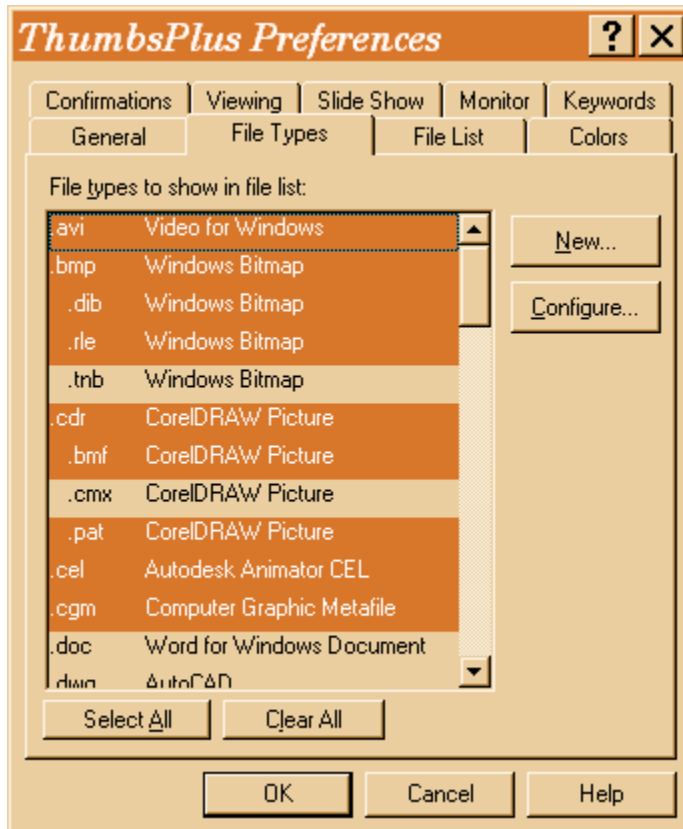 ThumbsPlus Preferences ? ×
Confirmations Viewing Slide Show Monitor Keywords
General File Types File List Colors
File types to show in file list:
.avi Video for Windows
.bmp Windows Bitmap
.dib Windows Bitmap
.rle Windows Bitmap
.tnb Windows Bitmap
.cdr CorelDRAW Picture
.bmf CorelDRAW Picture
.cmx CorelDRAW Picture
.pat CorelDRAW Picture
.cel Autodesk Animator CEL
.cgm Computer Graphic Metafile
.doc Word for Windows Document
.dwg AutoCAD
New...
Configure...
Select All Clear All
OK Cancel Help